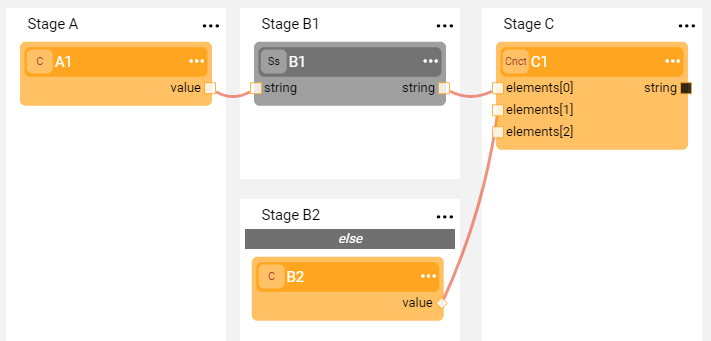 Stage A
C A1
value
Stage B1
Ss B1
string string
Stage B2
else
C B2
value
Stage C
Cnct C1
elements[0] string
elements[1]
elements[2]